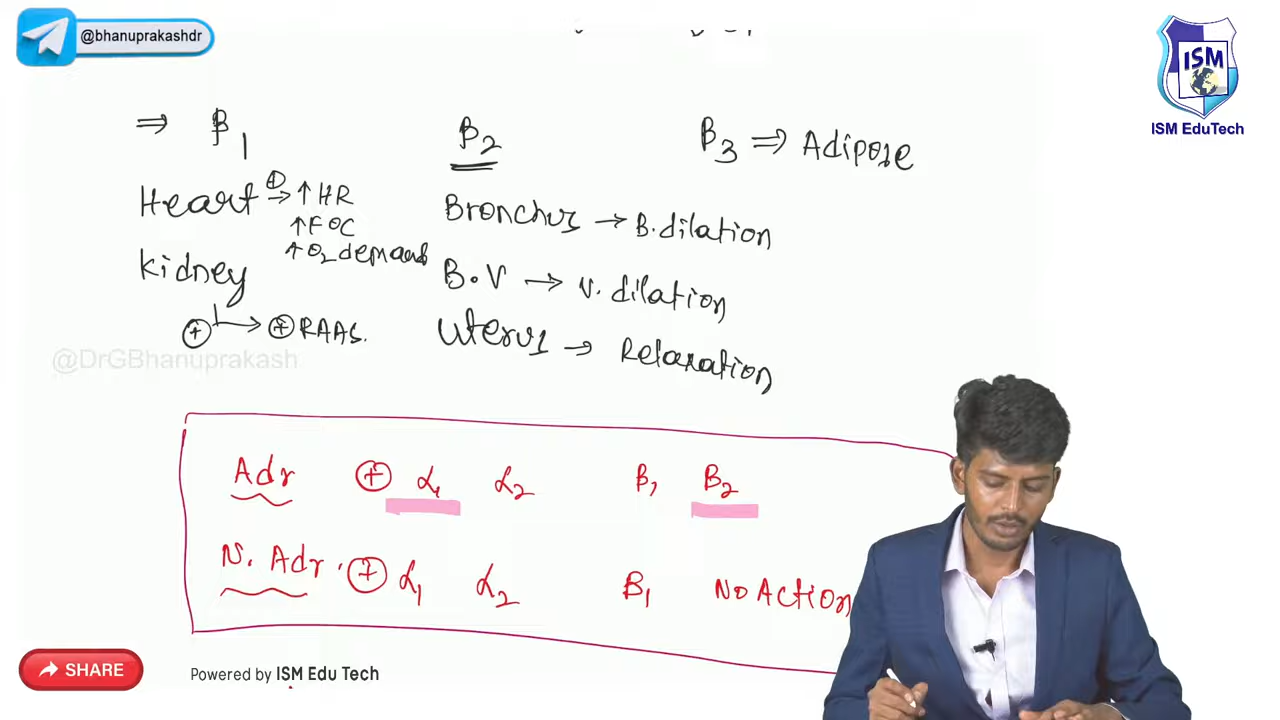 @bhanuprakashdr
ISM
ISM EduTech
⇒ β1
β2
β3 ⇒ Adipose
Heart ⊕→ ↑HR
↑FOC
↑O2 demand
Kidney
⊕ → ⊕ RAAS.
Bronchus → B.dilation
B.V → V.dilation
Uterus → Relaxation
@DrGBhanuprakash
Adr ⊕ α1 α2 β1 β2
N. Adr. ⊕ α1 α2 β1 No Action
SHARE
Powered by ISM Edu Tech